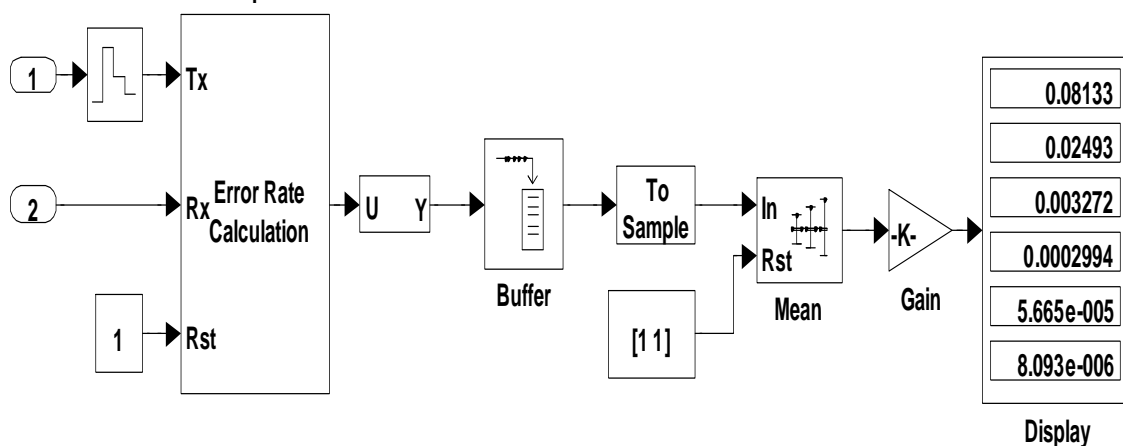 1
Tx
2
Rx
Error Rate
Calculation
1
Rst
U Y
Buffer
To
Sample
[1 1]
In
Rst
Mean
-K-
Gain
0.08133
0.02493
0.003272
0.0002994
5.665e-005
8.093e-006
Display